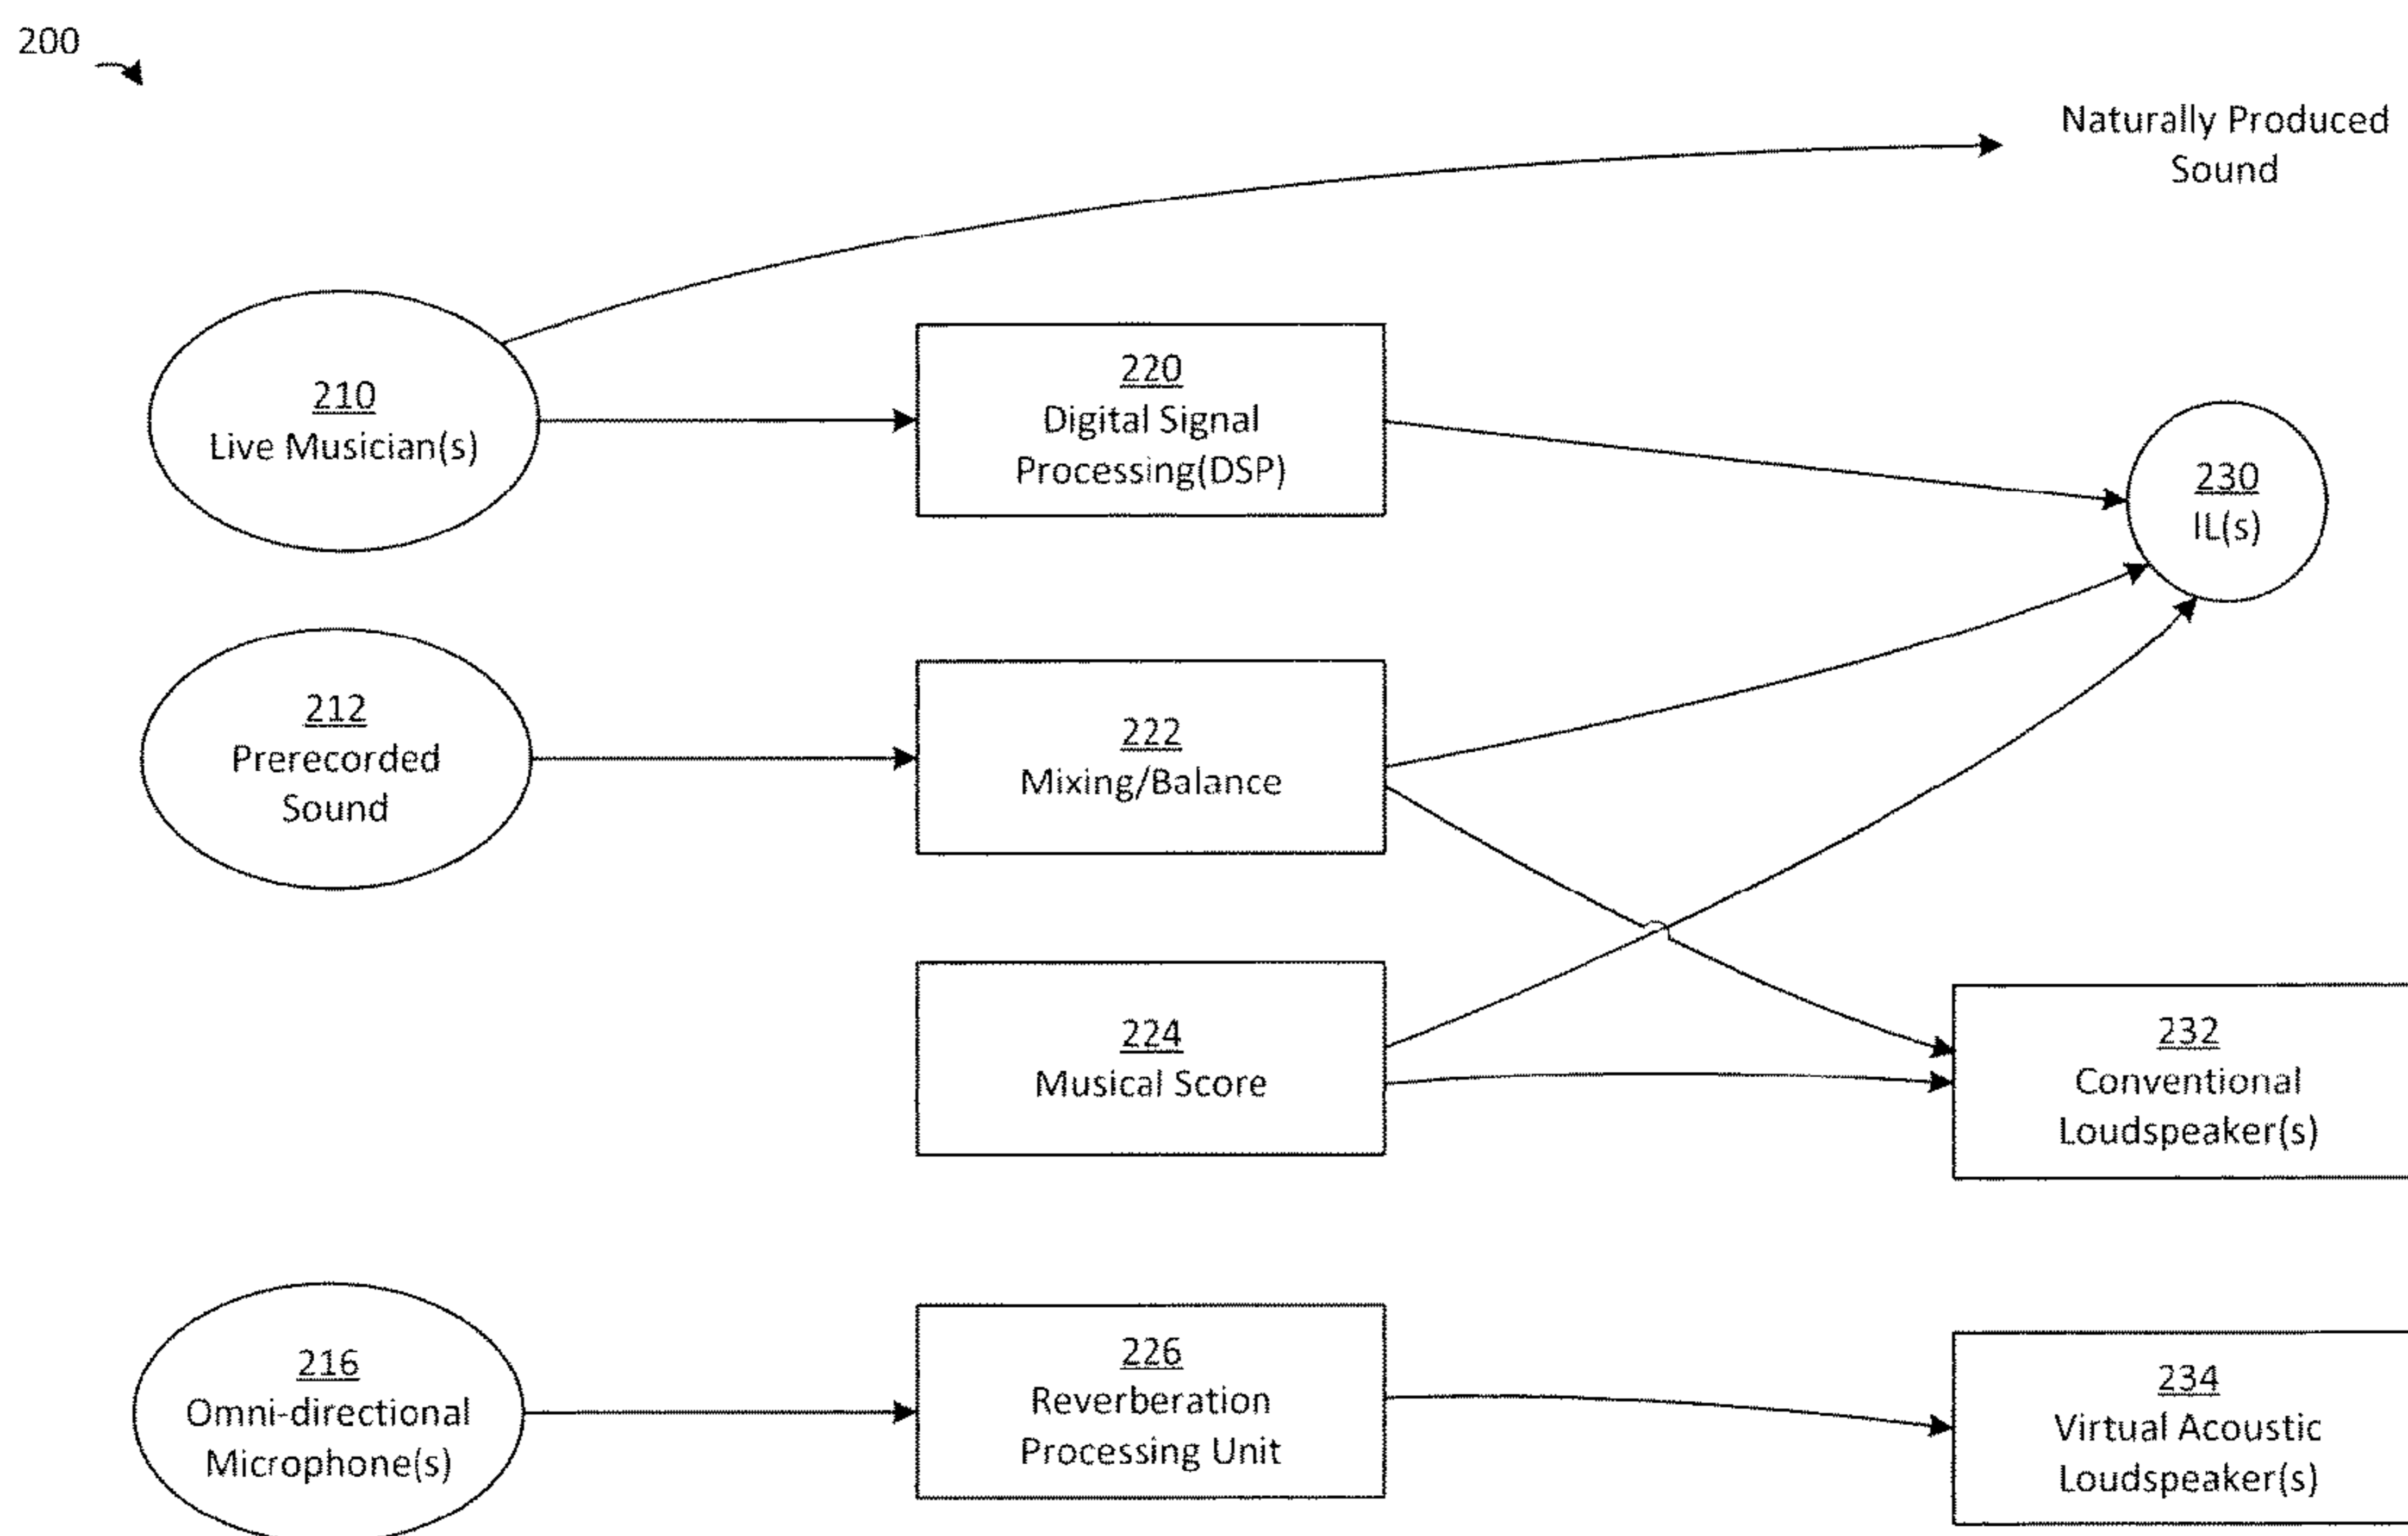 200
Naturally Produced
Sound
210
Live Musician(s)
220
Digital Signal
Processing(DSP)
230
IL(s)
212
Prerecorded
Sound
222
Mixing/Balance
224
Musical Score
232
Conventional
Loudspeaker(s)
216
Omni-directional
Microphone(s)
226
Reverberation
Processing Unit
234
Virtual Acoustic
Loudspeaker(s)